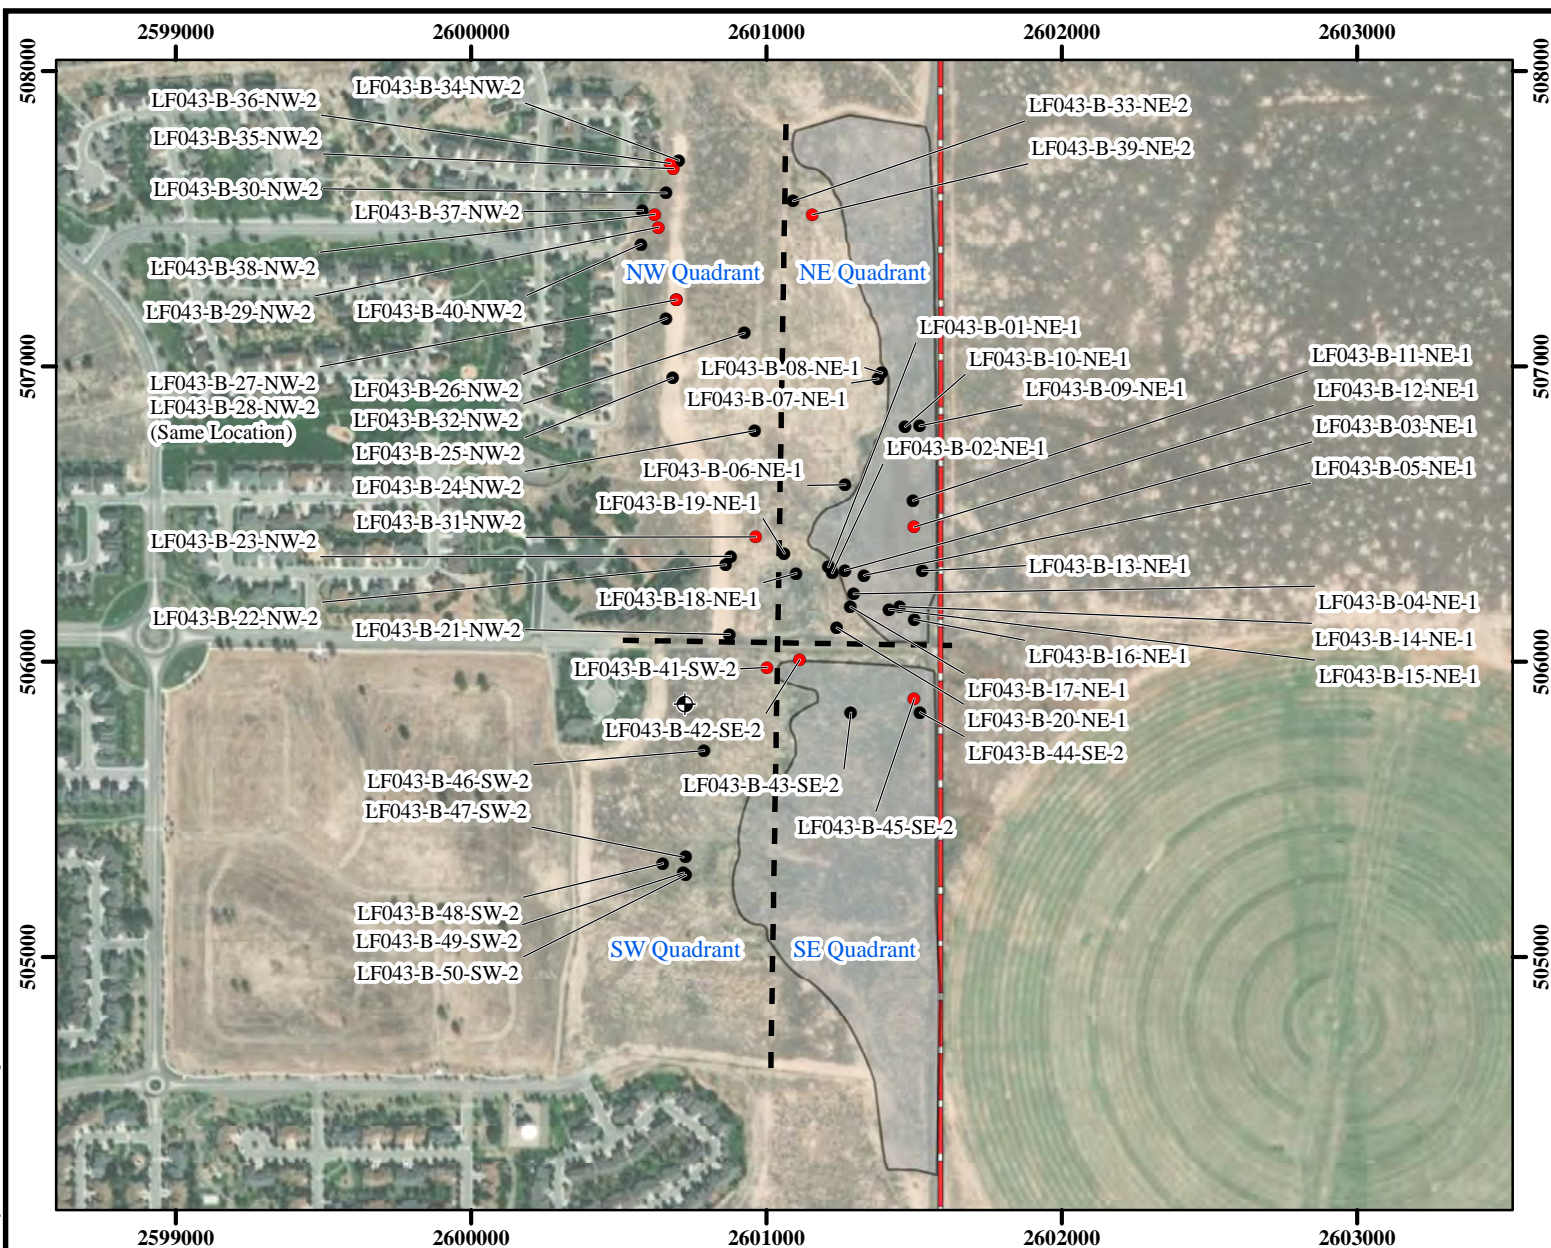 2599000 2600000 2601000 2602000 2603000
508000
507000
506000
505000
508000
507000
506000
505000
LF043-B-36-NW-2
LF043-B-34-NW-2
LF043-B-35-NW-2
LF043-B-30-NW-2
LF043-B-37-NW-2
LF043-B-38-NW-2
LF043-B-29-NW-2
LF043-B-40-NW-2
LF043-B-27-NW-2
LF043-B-28-NW-2
(Same Location)
LF043-B-26-NW-2
LF043-B-32-NW-2
LF043-B-25-NW-2
LF043-B-24-NW-2
LF043-B-31-NW-2
LF043-B-23-NW-2
LF043-B-22-NW-2
LF043-B-21-NW-2
NW Quadrant
NE Quadrant
LF043-B-33-NE-2
LF043-B-39-NE-2
LF043-B-01-NE-1
LF043-B-08-NE-1
LF043-B-10-NE-1
LF043-B-07-NE-1
LF043-B-09-NE-1
LF043-B-11-NE-1
LF043-B-12-NE-1
LF043-B-03-NE-1
LF043-B-02-NE-1
LF043-B-05-NE-1
LF043-B-06-NE-1
LF043-B-19-NE-1
LF043-B-18-NE-1
LF043-B-13-NE-1
LF043-B-04-NE-1
LF043-B-14-NE-1
LF043-B-16-NE-1
LF043-B-15-NE-1
LF043-B-17-NE-1
LF043-B-20-NE-1
LF043-B-44-SE-2
LF043-B-41-SW-2
LF043-B-42-SE-2
LF043-B-43-SE-2
LF043-B-45-SE-2
LF043-B-46-SW-2
LF043-B-47-SW-2
LF043-B-48-SW-2
LF043-B-49-SW-2
LF043-B-50-SW-2
SW Quadrant
SE Quadrant
2599000 2600000 2601000 2602000 2603000